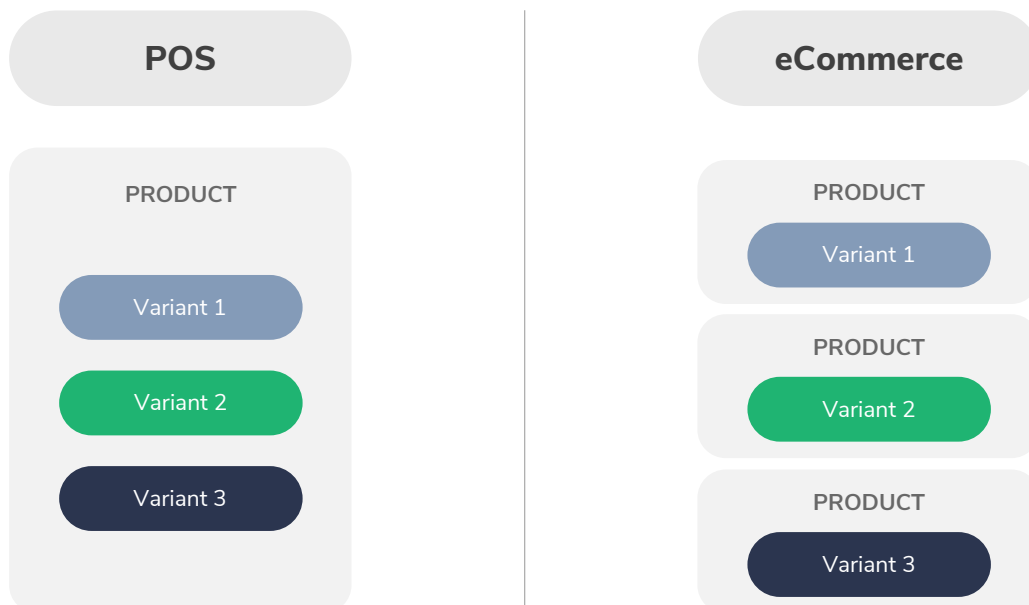 POS
PRODUCT
Variant 1
Variant 2
Variant 3
eCommerce
PRODUCT
Variant 1
PRODUCT
Variant 2
PRODUCT
Variant 3